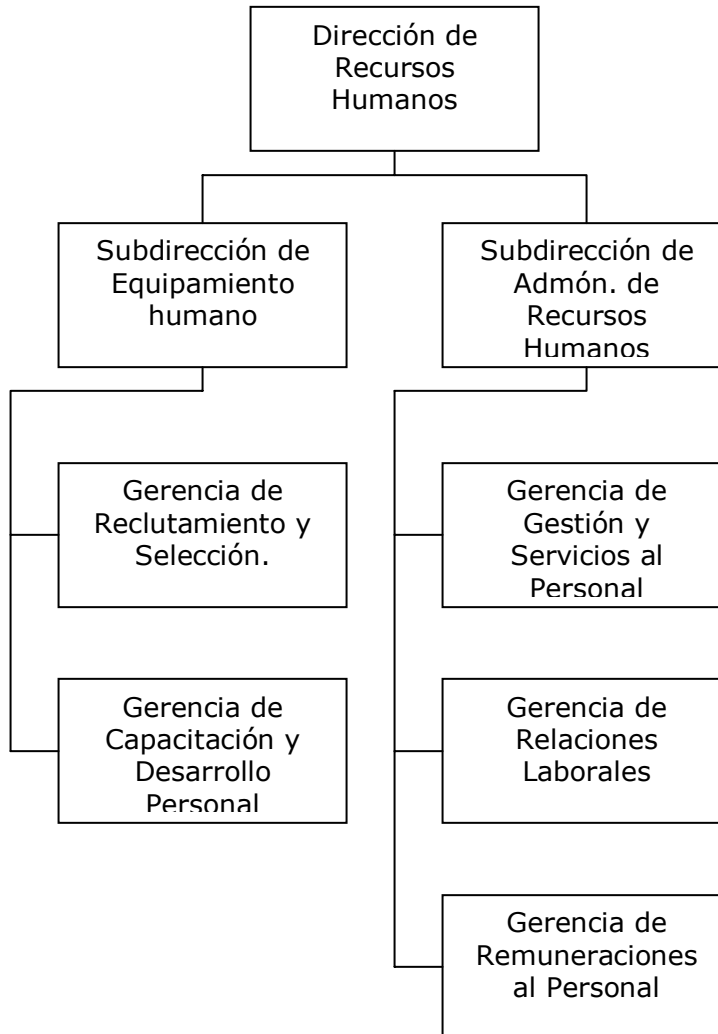 Dirección de
Recursos
Humanos
Subdirección de
Equipamiento
humano
Subdirección de
Admón. de
Recursos
Humanos
Gerencia de
Reclutamiento y
Selección.
Gerencia de
Gestión y
Servicios al
Personal
Gerencia de
Capacitación y
Desarrollo
Personal
Gerencia de
Relaciones
Laborales
Gerencia de
Remuneraciones
al Personal